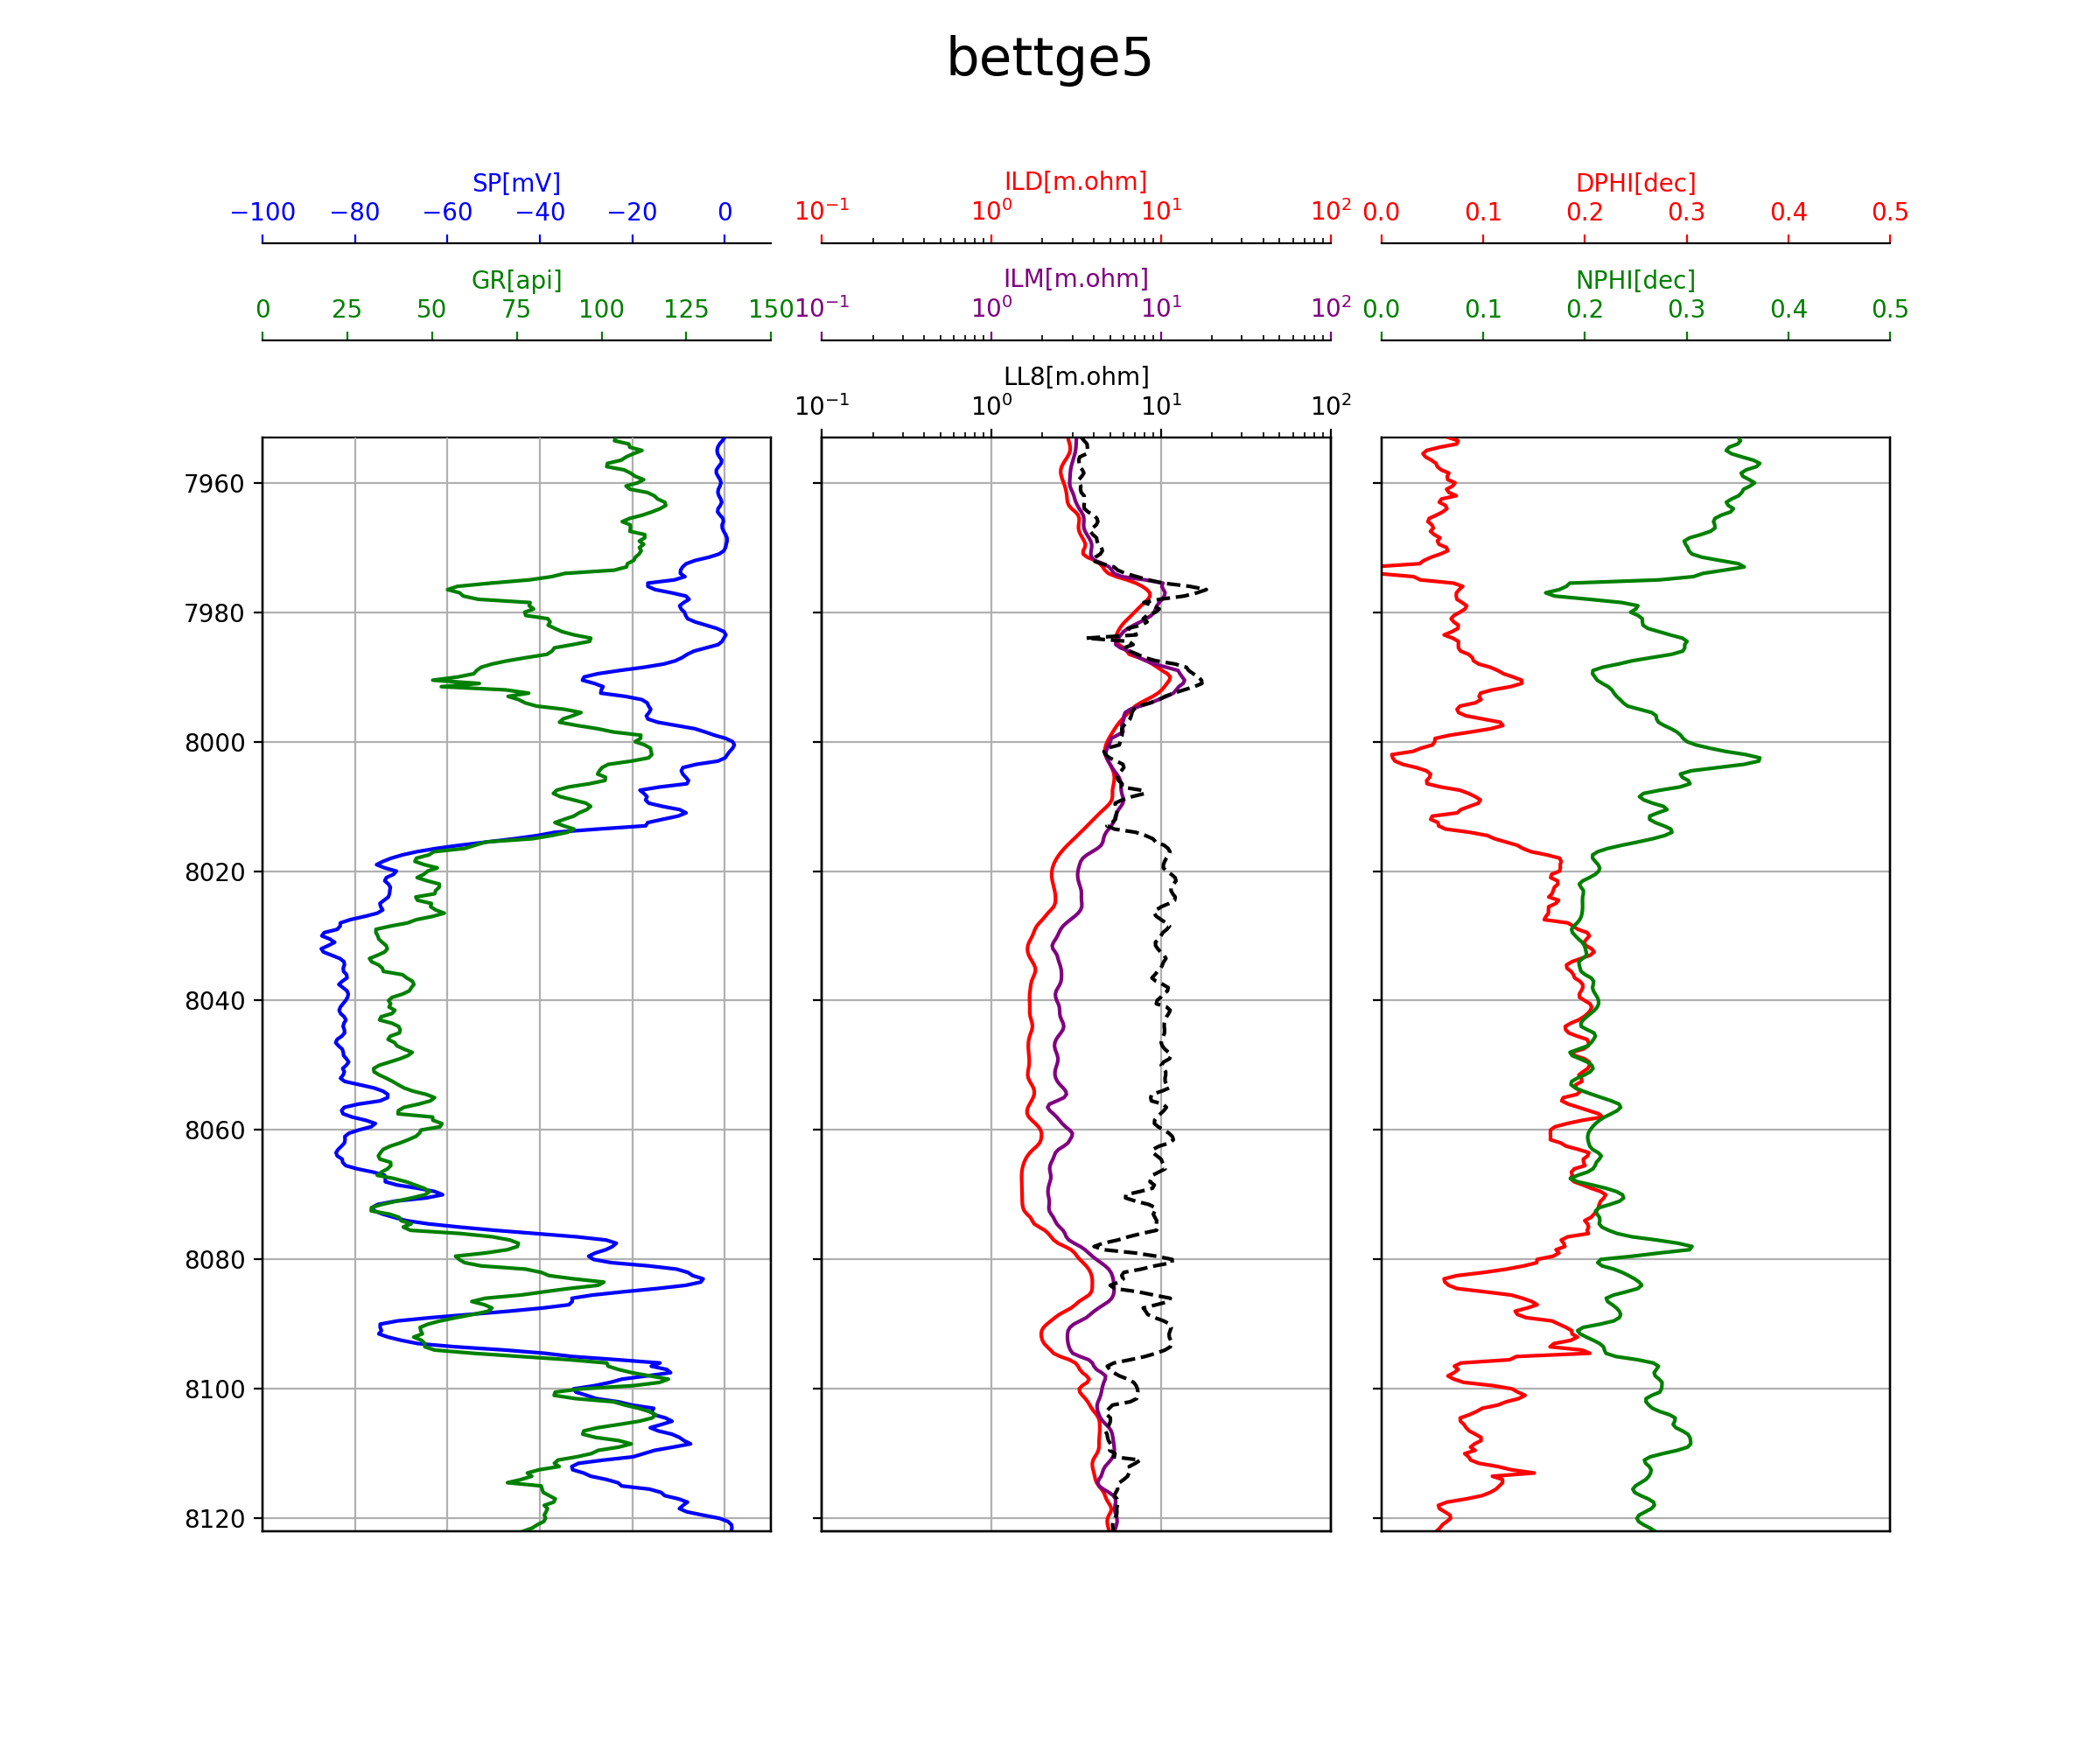 bettge5
SP[mV]
−100 −80 −60 −40 −20 0
GR[api]
0 25 50 75 100 125 150
ILD[m.ohm]
10⁻¹ 10⁰ 10¹ 10²
ILM[m.ohm]
10⁻¹ 10⁰ 10¹ 10²
LL8[m.ohm]
10⁻¹ 10⁰ 10¹ 10²
DPHI[dec]
0.0 0.1 0.2 0.3 0.4 0.5
NPHI[dec]
0.0 0.1 0.2 0.3 0.4 0.5
7960
7980
8000
8020
8040
8060
8080
8100
8120